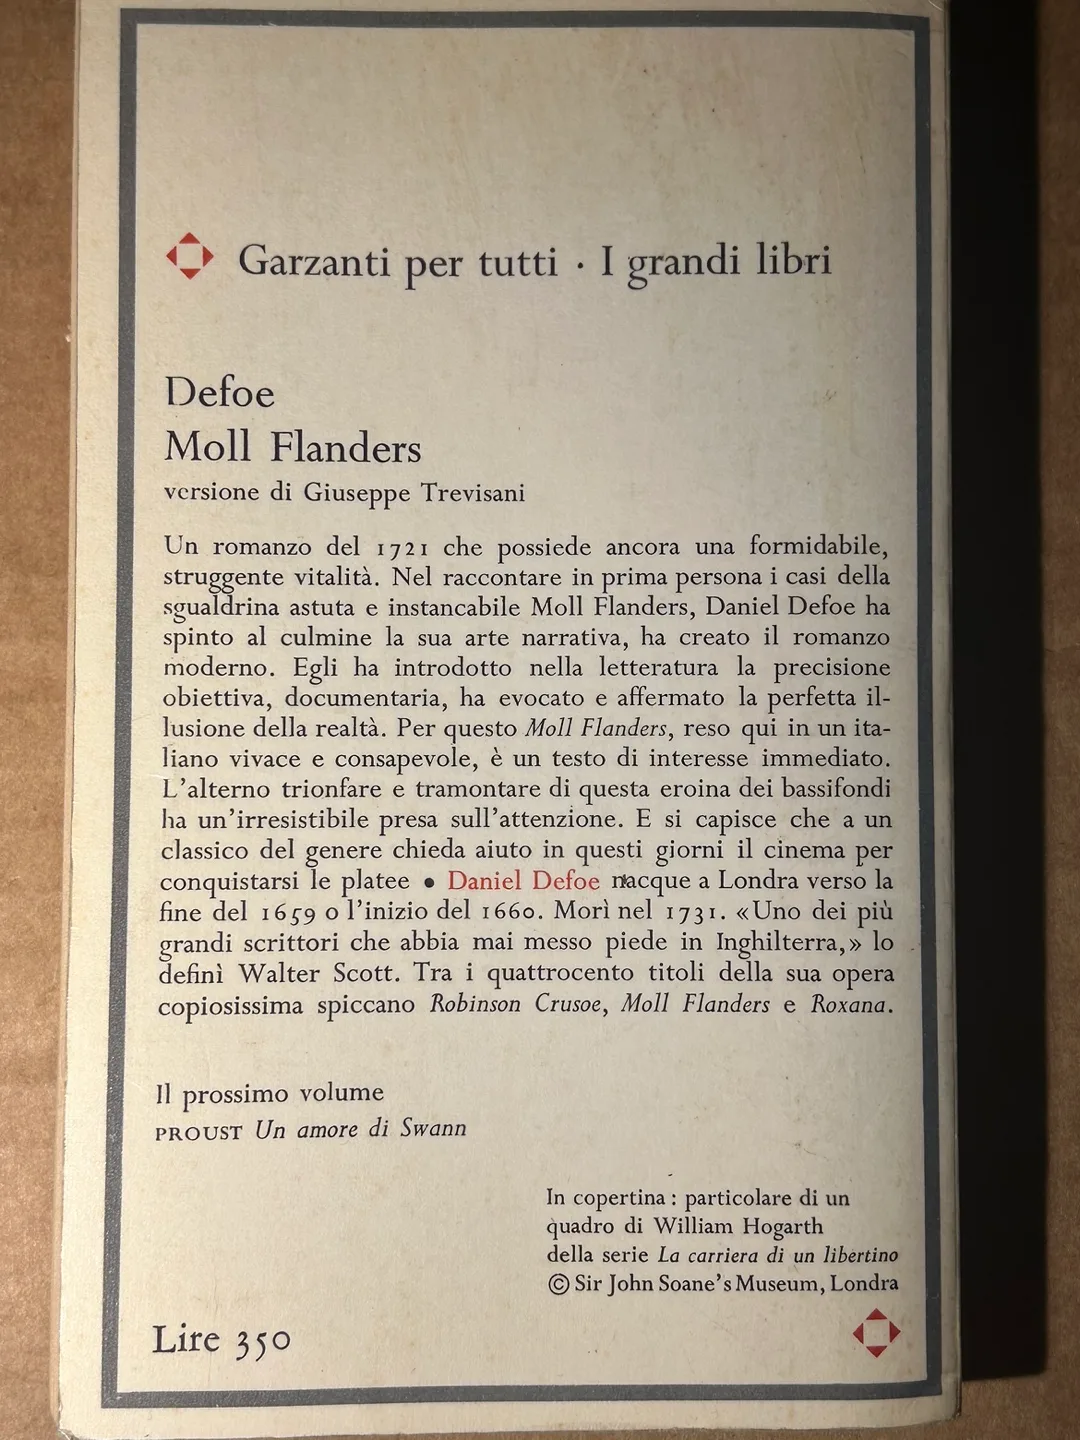 Garzanti per tutti · I grandi libri
Defoe
Moll Flanders
versione di Giuseppe Trevisani
Un romanzo del 1721 che possiede ancora una formidabile,
struggente vitalità. Nel raccontare in prima persona i casi della
sgualdrina astuta e instancabile Moll Flanders, Daniel Defoe ha
spinto al culmine la sua arte narrativa, ha creato il romanzo
moderno. Egli ha introdotto nella letteratura la precisione
obiettiva, documentaria, ha evocato e affermato la perfetta il-
lusione della realtà. Per questo Moll Flanders, reso qui in un ita-
liano vivace e consapevole, è un testo di interesse immediato.
L'alterno trionfare e tramontare di questa eroina dei bassifondi
ha un'irresistibile presa sull'attenzione. E si capisce che a un
classico del genere chieda aiuto in questi giorni il cinema per
conquistarsi le platee • Daniel Defoe nacque a Londra verso la
fine del 1659 o l'inizio del 1660. Morì nel 1731. «Uno dei più
grandi scrittori che abbia mai messo piede in Inghilterra,» lo
definì Walter Scott. Tra i quattrocento titoli della sua opera
copiosissima spiccano Robinson Crusoe, Moll Flanders e Roxana.
Il prossimo volume
PROUST Un amore di Swann
In copertina : particolare di un
quadro di William Hogarth
della serie La carriera di un libertino
© Sir John Soane's Museum, Londra
Lire 350